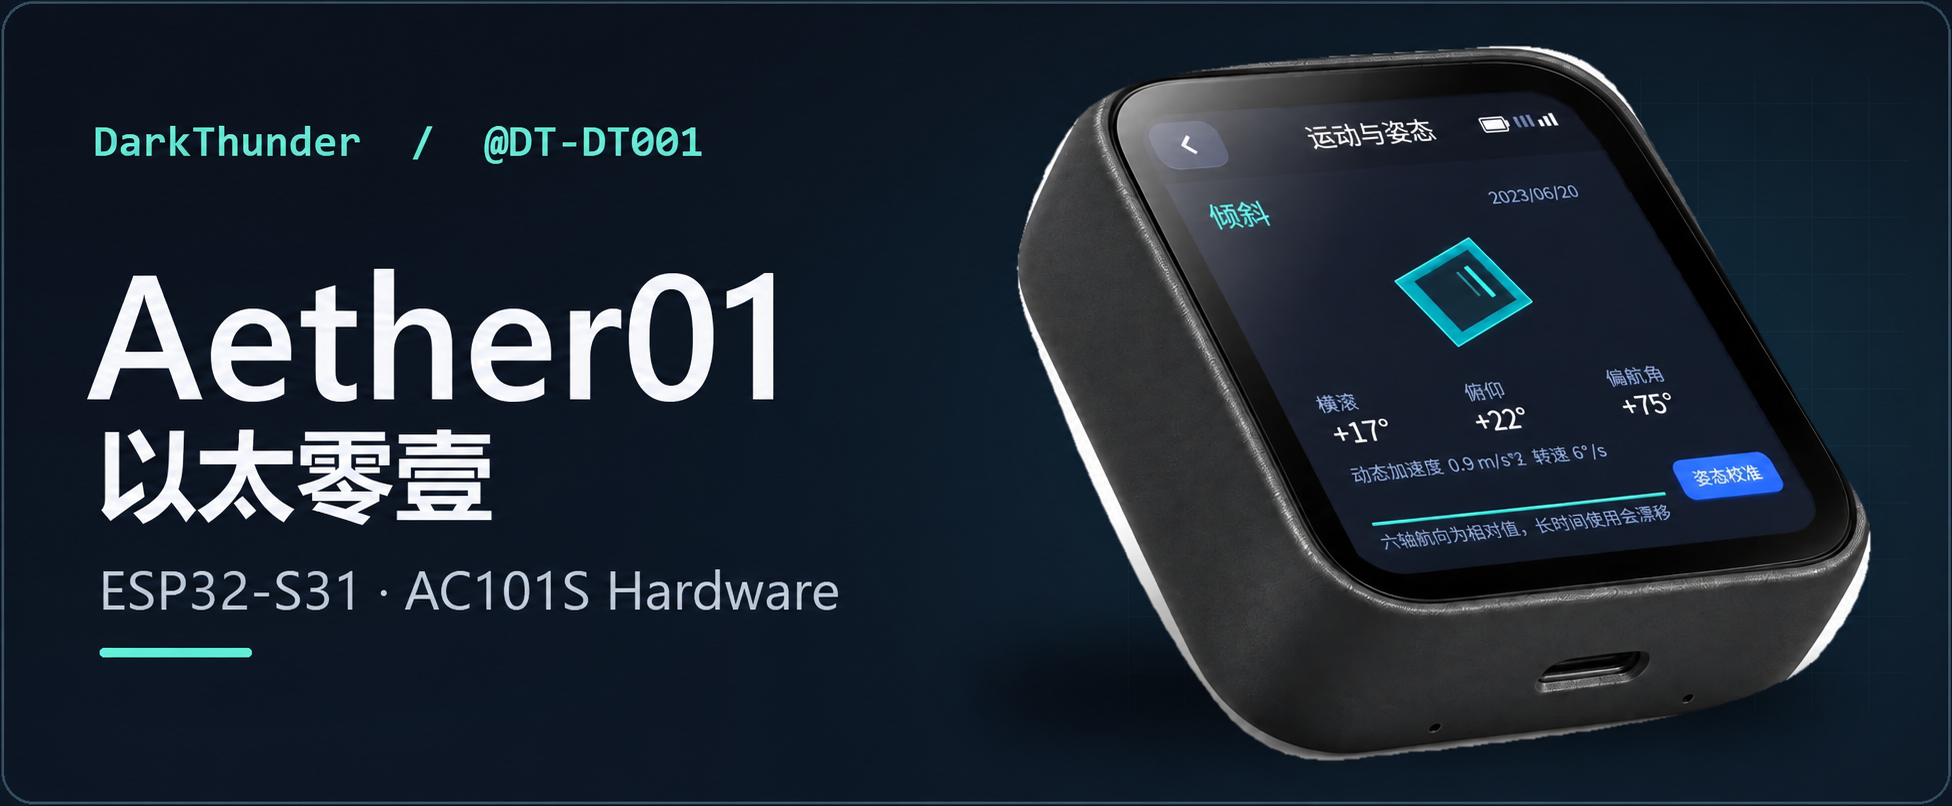 DarkThunder / @DT-DT001
Aether01
以太零壹
ESP32-S31 · AC101S Hardware
运动与姿态
2023/06/20
倾斜
横滚 俯仰 偏航角
+17° +22° +75°
动态加速度 0.9 m/s²  转速 6°/s
姿态校准
六轴航向为相对值，长时间使用会漂移